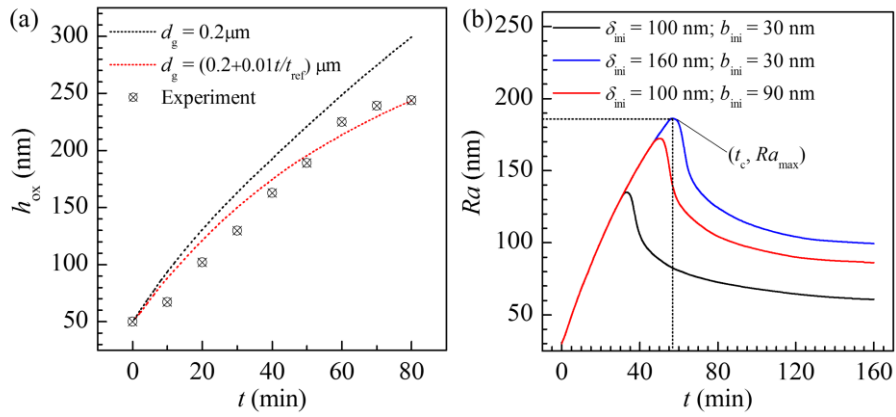 (a)
300
250
200
150
100
50
h_ox (nm)
d_g = 0.2μm
d_g = (0.2+0.01t/t_ref) μm
Experiment
0 20 40 60 80
t (min)
(b)
250
200
150
100
50
Ra (nm)
δ_ini = 100 nm; b_ini = 30 nm
δ_ini = 160 nm; b_ini = 30 nm
δ_ini = 100 nm; b_ini = 90 nm
(t_c, Ra_max)
0 40 80 120 160
t (min)